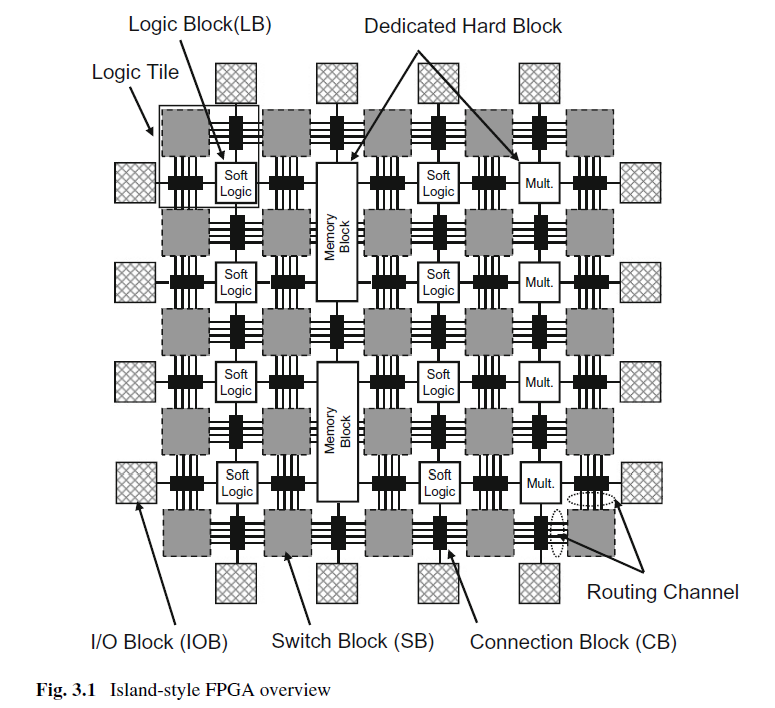 Logic Block(LB)
Dedicated Hard Block
Logic Tile
Soft
Logic
Memory
Block
Soft
Logic
Mult.
Soft
Logic
Soft
Logic
Mult.
Soft
Logic
Memory
Block
Soft
Logic
Mult.
Soft
Logic
Soft
Logic
Mult.
Routing Channel
I/O Block (IOB)
Switch Block (SB)
Connection Block (CB)
Fig. 3.1 Island-style FPGA overview